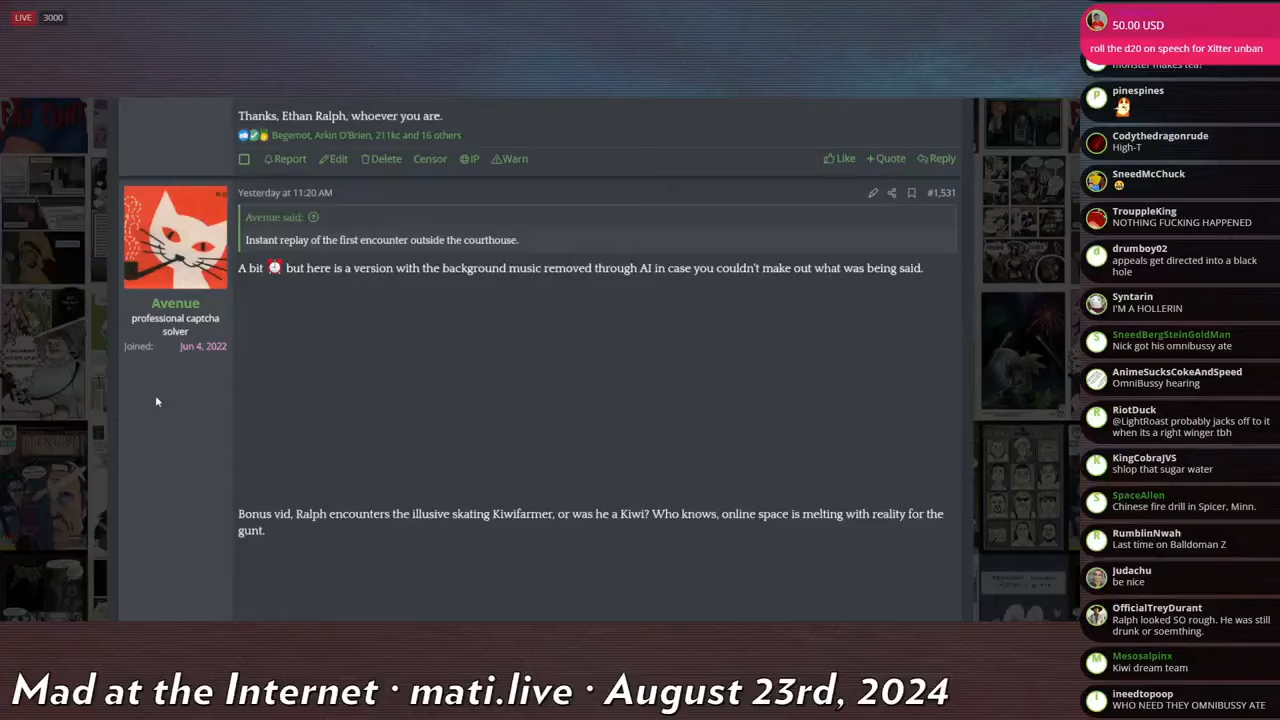 LIVE 3000
Thanks, Ethan Ralph, whoever you are.
Begemot, Arkin O'Brien, 211kc and 16 others
Report Edit Delete Censor IP Warn Like +Quote Reply
Yesterday at 11:20 AM #1,531
Avenue said:
Instant replay of the first encounter outside the courthouse.
A bit ⏰ but here is a version with the background music removed through AI in case you couldn't make out what was being said.
Avenue
professional captcha
solver
Joined: Jun 4, 2022
Bonus vid, Ralph encounters the illusive skating Kiwifarmer, or was he a Kiwi? Who knows, online space is melting with reality for the
gunt.
50.00 USD
roll the d20 on speech for Xitter unban
monster makes tea?
P
pinespines
Codythedragonrude
High-T
SneedMcChuck
TrouppleKing
NOTHING FUCKING HAPPENED
d
drumboy02
appeals get directed into a black
hole
Syntarin
I'M A HOLLERIN
S
SneedBergSteinGoldMan
Nick got his omnibussy ate
AnimeSucksCokeAndSpeed
OmniBussy hearing
R
RiotDuck
@LightRoast probably jacks off to it
when its a right winger tbh
K
KingCobraJVS
shlop that sugar water
S
SpaceAllen
Chinese fire drill in Spicer, Minn.
R
RumblinNwah
Last time on Balldoman Z
Judachu
be nice
OfficialTreyDurant
Ralph looked SO rough. He was still
drunk or soemthing.
M
Mesosalpinx
Kiwi dream team
I
ineedtopoop
WHO NEED THEY OMNIBUSSY ATE
Mad at the Internet · mati.live · August 23rd, 2024